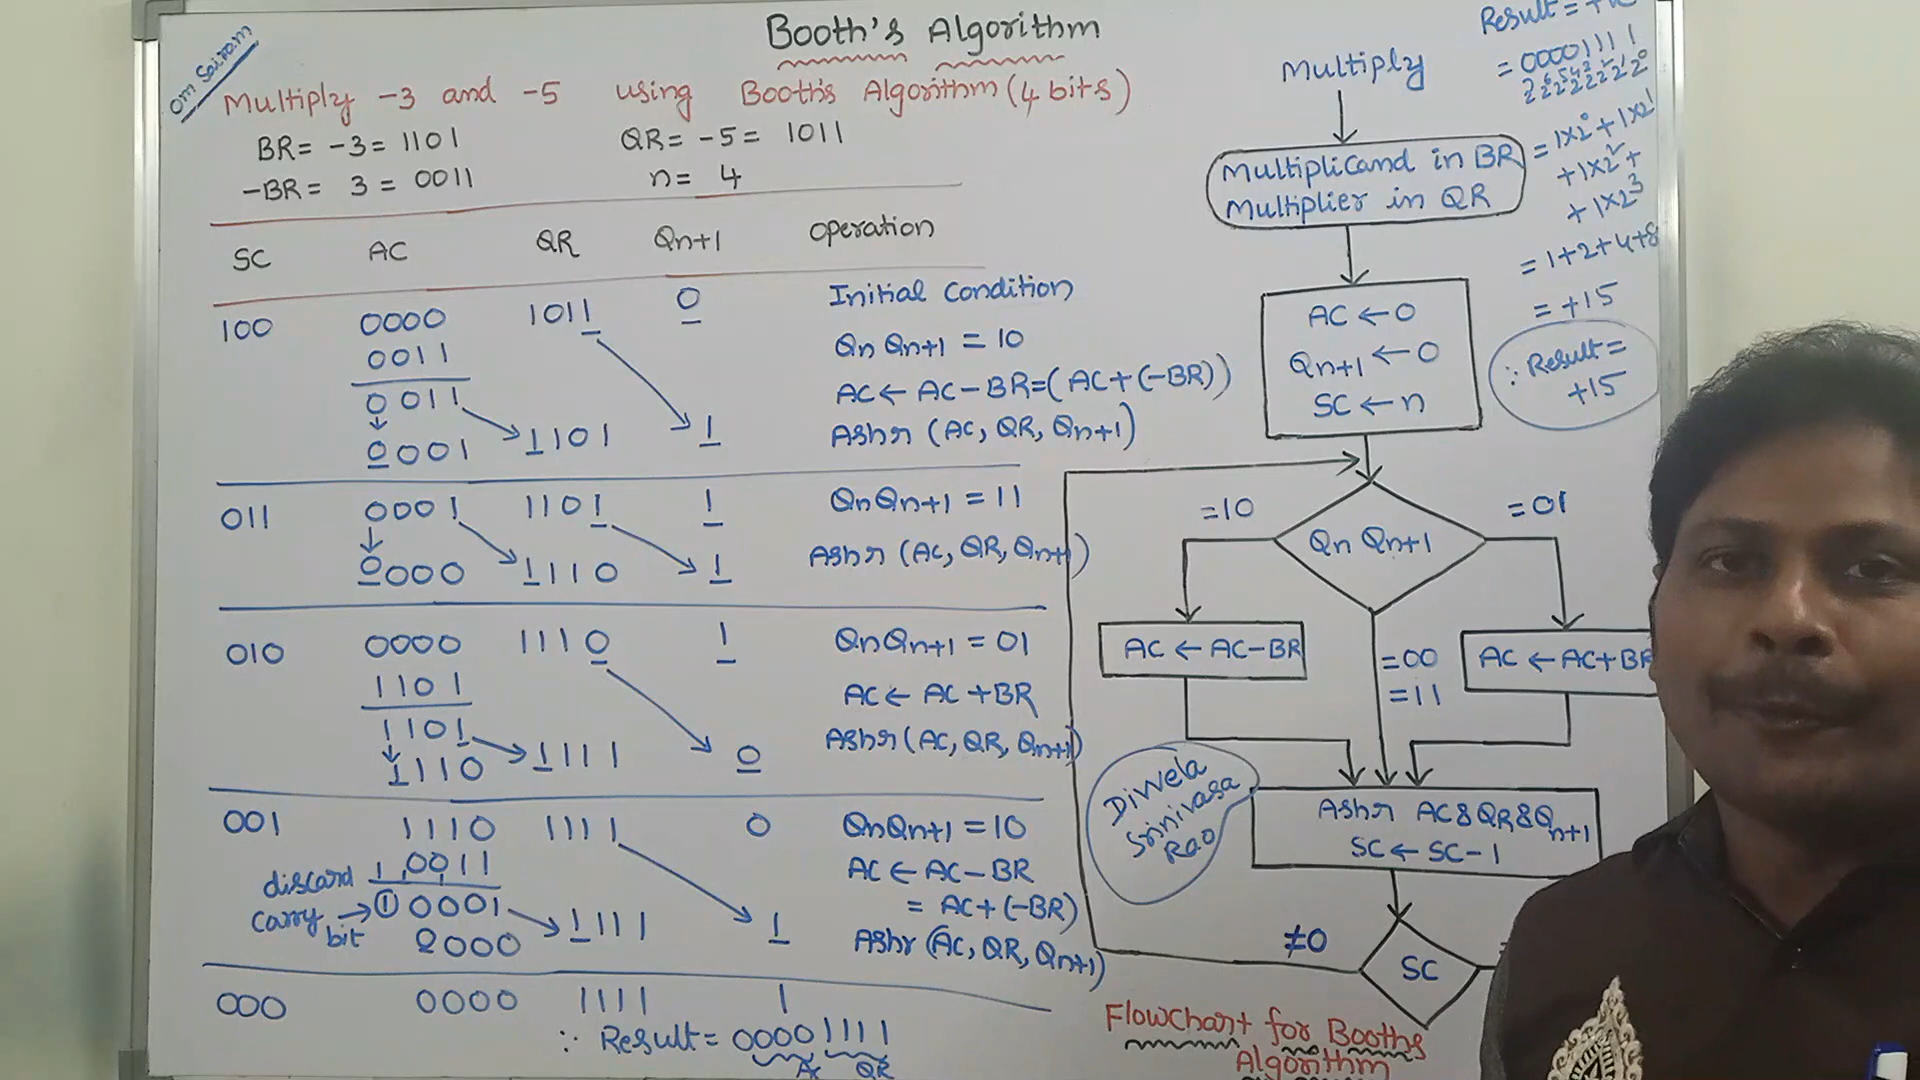 Om Sairam
Booth's Algorithm
Multiply -3 and -5 using Booth's Algorithm (4 bits)
BR = -3 = 1101 QR = -5 = 1011
-BR = 3 = 0011 n = 4
SC AC QR Qn+1 operation
100 0000 1011 0 Initial Condition
0011 Qn Qn+1 = 10
0011 AC ← AC - BR = (AC + (-BR))
0001 1101 1 Ashr (AC, QR, Qn+1)
011 0001 1101 1 QnQn+1 = 11
0000 1110 1 Ashr (AC, QR, Qn+1)
010 0000 1110 1 QnQn+1 = 01
1101 AC ← AC + BR
1101
1110 1111 0 Ashr (AC, QR, Qn+1)
001 1110 1111 0 QnQn+1 = 10
0011 AC ← AC - BR
discard carry bit → 1 0001 = AC + (-BR)
0000 1111 1 Ashr (AC, QR, Qn+1)
000 0000 1111 1
∴ Result = 00001111
AC QR
Multiply
Multiplicand in BR
Multiplier in QR
AC ← 0
Qn+1 ← 0
SC ← n
Qn Qn+1
=10
=01
AC ← AC - BR
=00
=11
AC ← AC + BR
Ashr AC & QR & Qn+1
SC ← SC - 1
≠0
SC
Flowchart for Booths
Algorithm
Divvela
Srinivasa
Rao
Result =
= 00001111
= 1×2⁰ + 1×2¹
+ 1×2² +
+ 1×2³
= 1 + 2 + 4 + 8
= +15
∴ Result =
+15